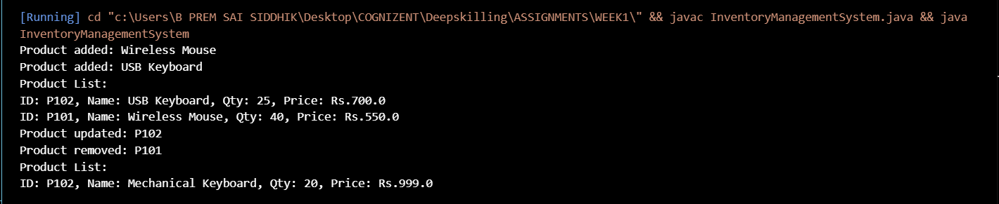 [Running] cd "c:\Users\B PREM SAI SIDDHIK\Desktop\COGNIZENT\Deepskilling\ASSIGNMENTS\WEEK1\" && javac InventoryManagementSystem.java && java
InventoryManagementSystem
Product added: Wireless Mouse
Product added: USB Keyboard
Product List:
ID: P102, Name: USB Keyboard, Qty: 25, Price: Rs.700.0
ID: P101, Name: Wireless Mouse, Qty: 40, Price: Rs.550.0
Product updated: P102
Product removed: P101
Product List:
ID: P102, Name: Mechanical Keyboard, Qty: 20, Price: Rs.999.0